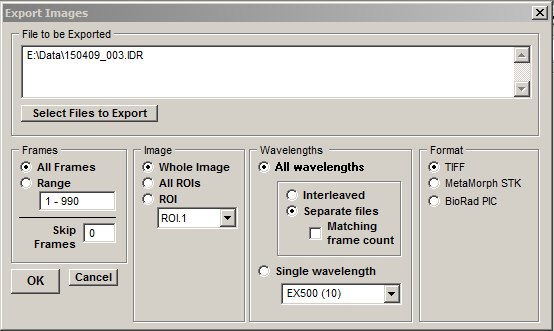 Export Images
File to be Exported
E:\Data\150409_003.IDR
Select Files to Export
Frames
All Frames
Range
1 - 990
Skip
Frames
0
OK
Cancel
Image
Whole Image
All ROIs
ROI
ROI.1
Wavelengths
All wavelengths
Interleaved
Separate files
Matching
frame count
Single wavelength
EX500 (10)
Format
TIFF
MetaMorph STK
BioRad PIC